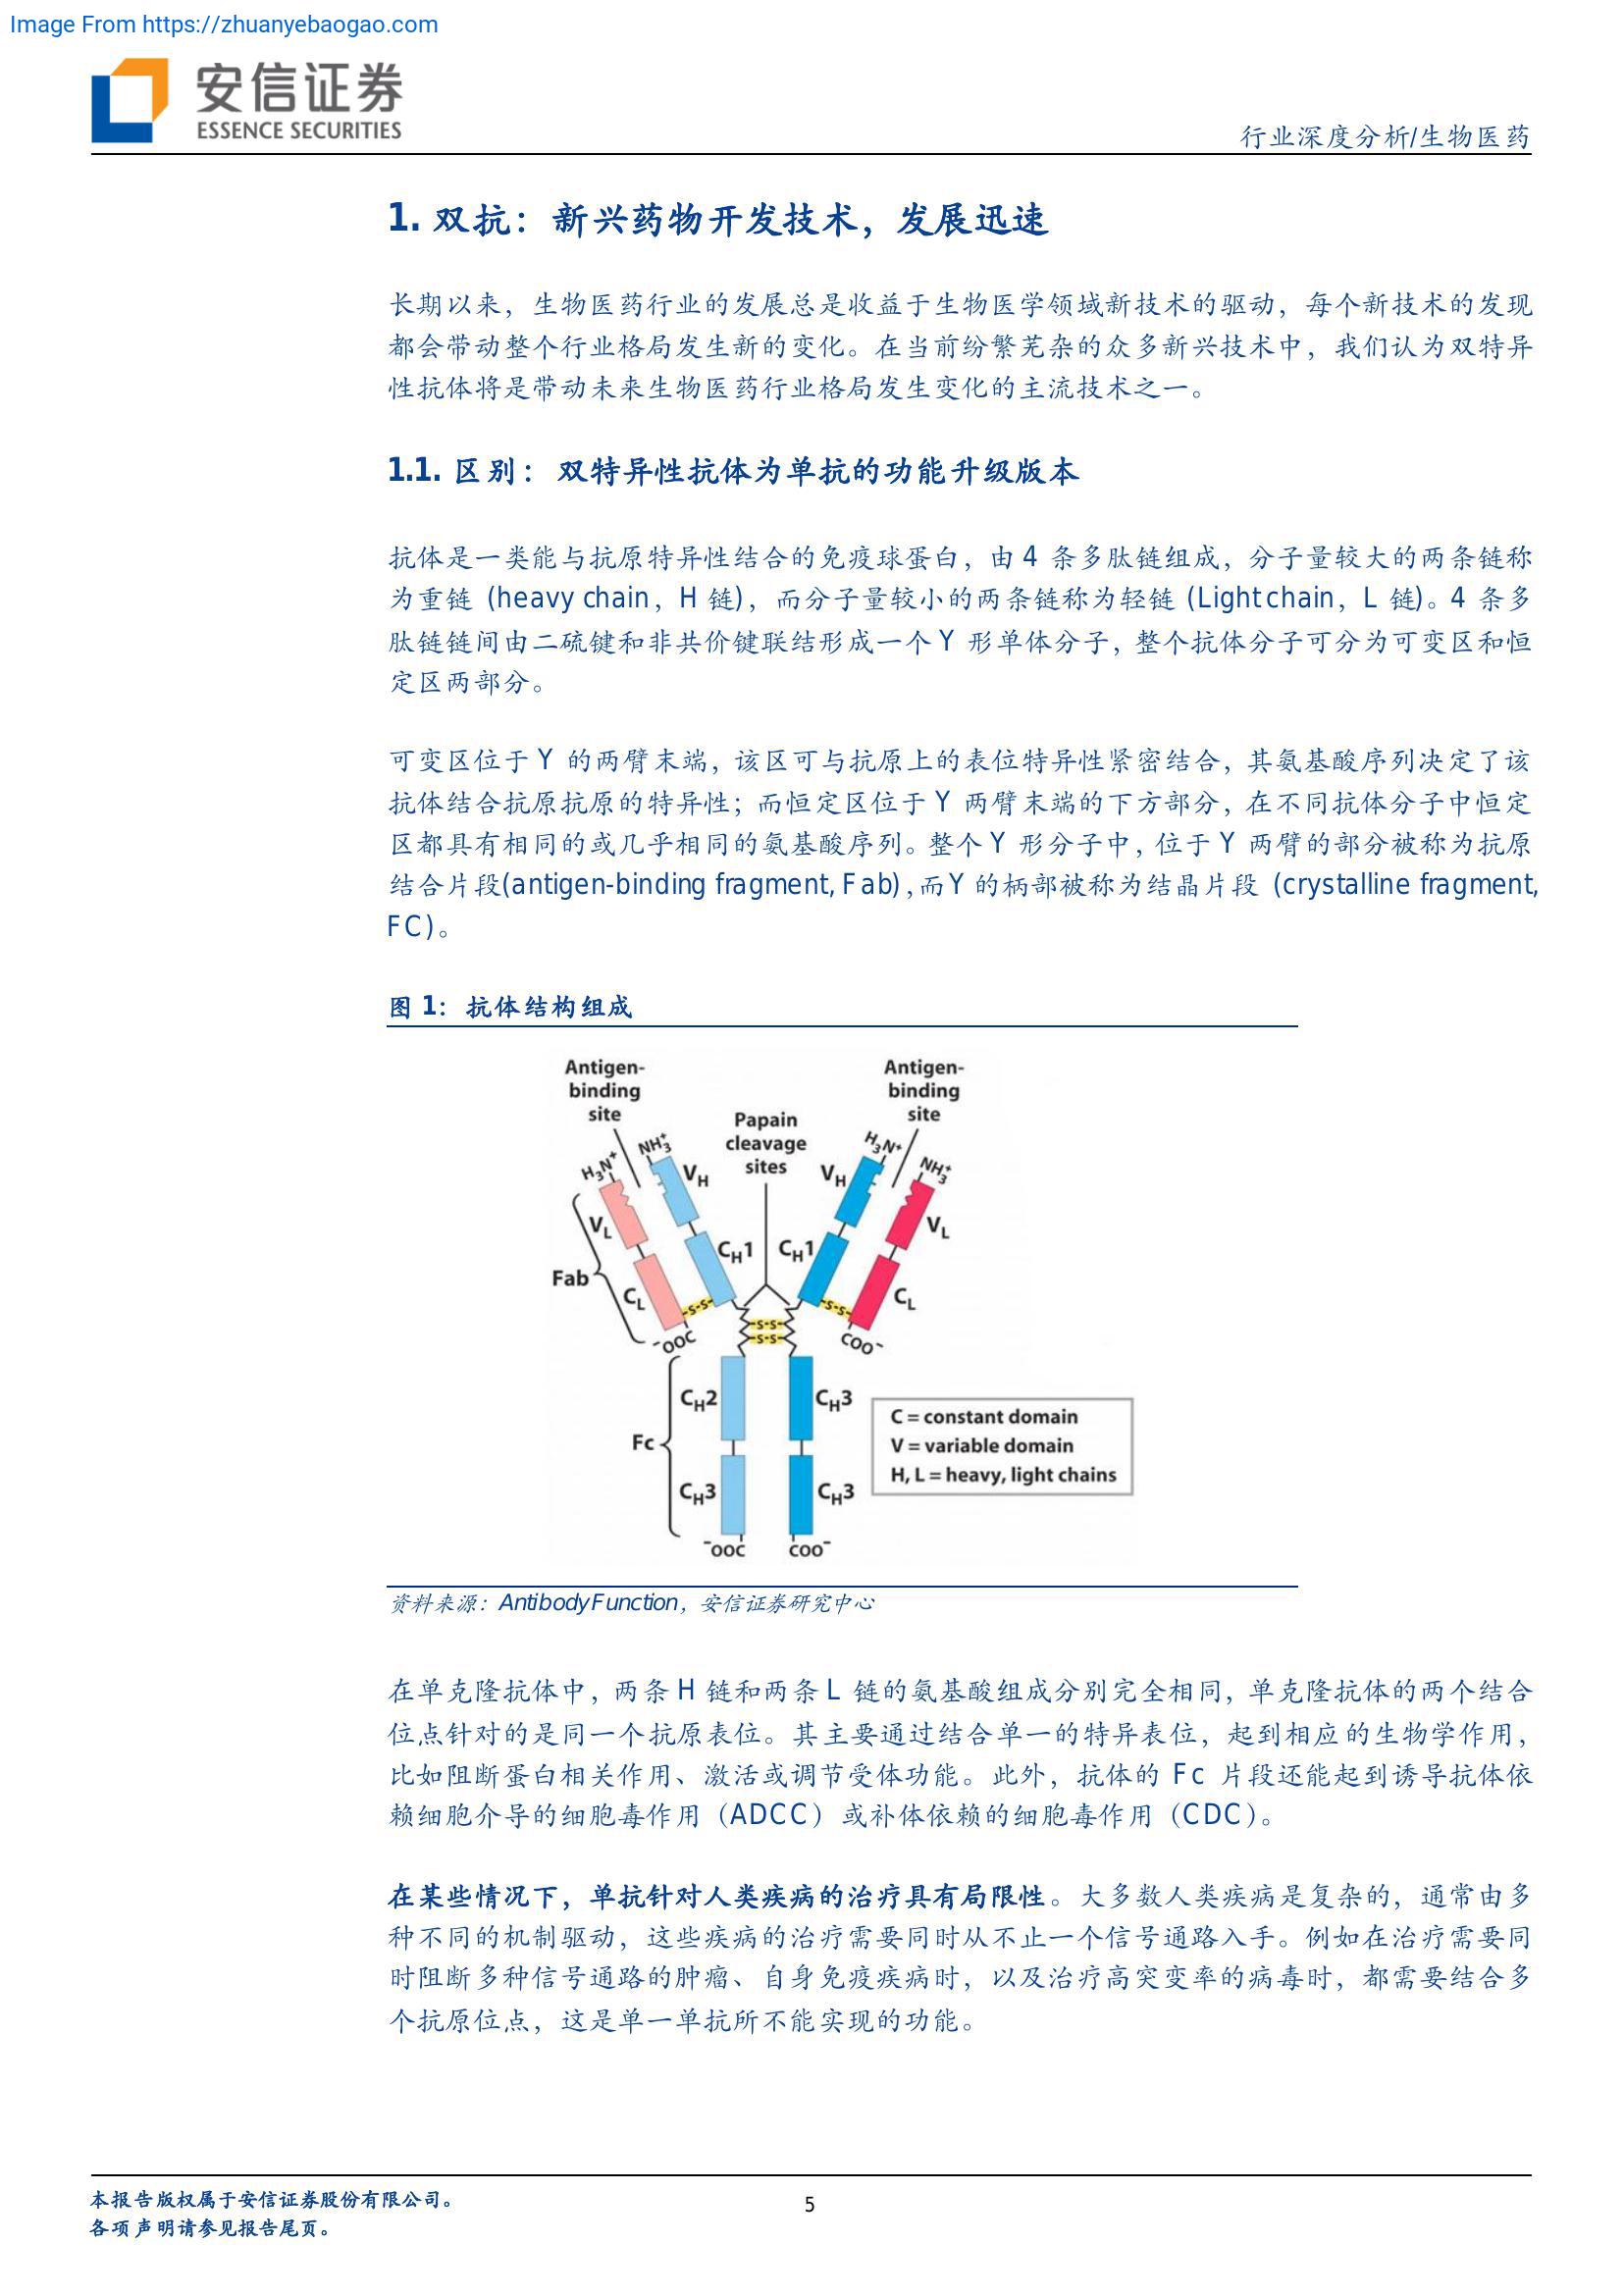 Image From https://zhuanyebaogao.com
安信证券
ESSENCE SECURITIES
行业深度分析/生物医药
1. 双抗：新兴药物开发技术，发展迅速
长期以来，生物医药行业的发展总是收益于生物医学领域新技术的驱动，每个新技术的发现
都会带动整个行业格局发生新的变化。在当前纷繁芜杂的众多新兴技术中，我们认为双特异
性抗体将是带动未来生物医药行业格局发生变化的主流技术之一。
1.1. 区别：双特异性抗体为单抗的功能升级版本
抗体是一类能与抗原特异性结合的免疫球蛋白，由 4 条多肽链组成，分子量较大的两条链称
为重链 (heavy chain，H 链)，而分子量较小的两条链称为轻链 (Light chain，L 链)。4 条多
肽链链间由二硫键和非共价键联结形成一个 Y 形单体分子，整个抗体分子可分为可变区和恒
定区两部分。
可变区位于 Y 的两臂末端，该区可与抗原上的表位特异性紧密结合，其氨基酸序列决定了该
抗体结合抗原抗原的特异性；而恒定区位于 Y 两臂末端的下方部分，在不同抗体分子中恒定
区都具有相同的或几乎相同的氨基酸序列。整个 Y 形分子中，位于 Y 两臂的部分被称为抗原
结合片段(antigen-binding fragment, Fab)，而 Y 的柄部被称为结晶片段 (crystalline fragment,
FC)。
图 1：抗体结构组成
Antigen-
binding
site
Antigen-
binding
site
Papain
cleavage
sites
H3N+
NH3+
VH
VH
H3N+
NH3+
VL
VL
CH1
CH1
Fab
CL
CL
-S-S-
-S-S-
-S-S-
-S-S-
-OOC
COO-
CH2
CH3
Fc
CH3
CH3
-OOC
COO-
C = constant domain
V = variable domain
H, L = heavy, light chains
资料来源：Antibody Function，安信证券研究中心
在单克隆抗体中，两条 H 链和两条 L 链的氨基酸组成分别完全相同，单克隆抗体的两个结合
位点针对的是同一个抗原表位。其主要通过结合单一的特异表位，起到相应的生物学作用，
比如阻断蛋白相关作用、激活或调节受体功能。此外，抗体的 Fc 片段还能起到诱导抗体依
赖细胞介导的细胞毒作用（ADCC）或补体依赖的细胞毒作用（CDC）。
在某些情况下，单抗针对人类疾病的治疗具有局限性。大多数人类疾病是复杂的，通常由多
种不同的机制驱动，这些疾病的治疗需要同时从不止一个信号通路入手。例如在治疗需要同
时阻断多种信号通路的肿瘤、自身免疫疾病时，以及治疗高突变率的病毒时，都需要结合多
个抗原位点，这是单一单抗所不能实现的功能。
本报告版权属于安信证券股份有限公司。
各项声明请参见报告尾页。
5